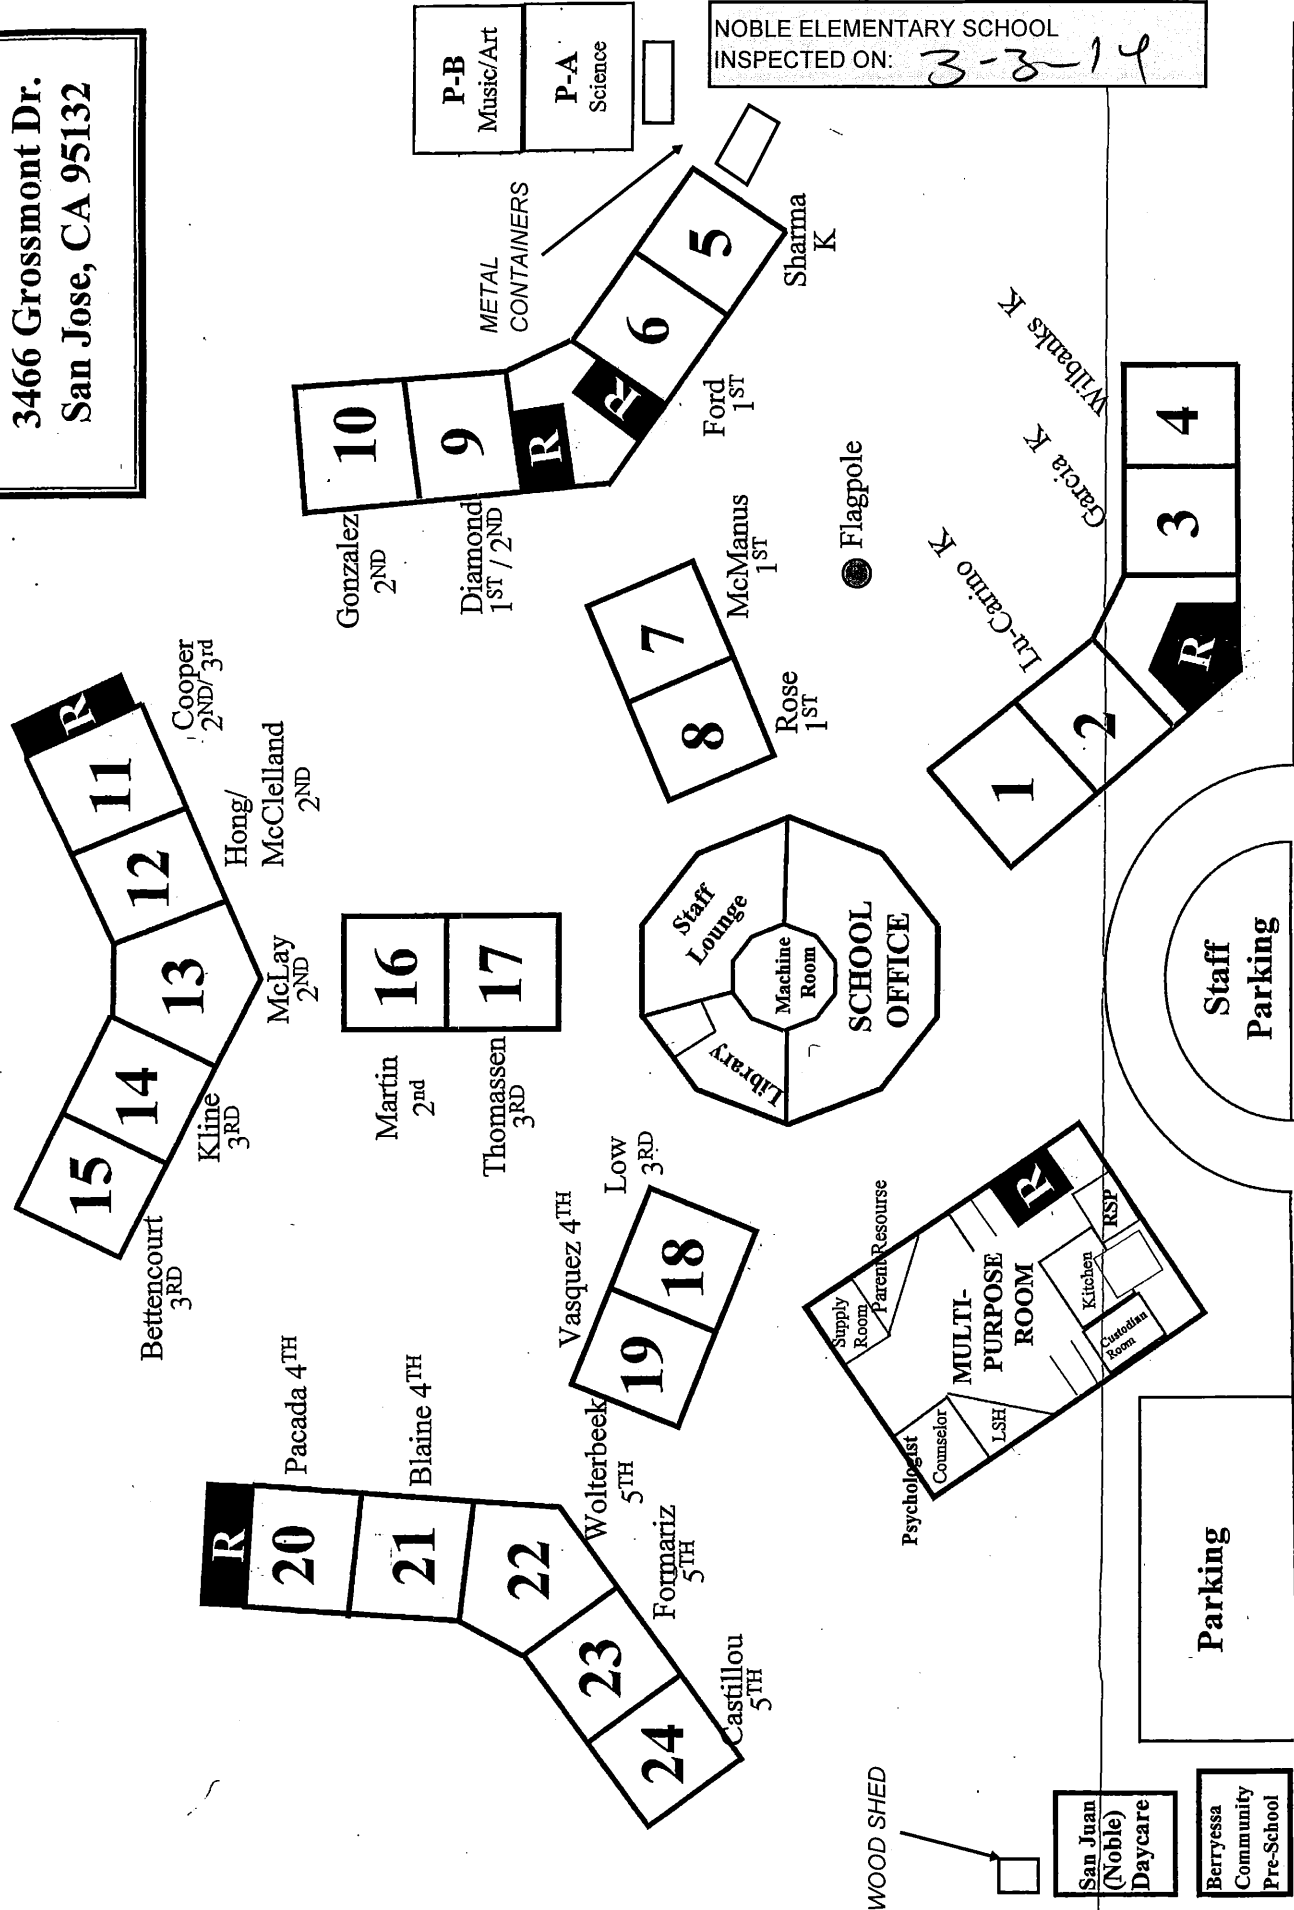 3466 Grossmont Dr.
San Jose, CA 95132
NOBLE ELEMENTARY SCHOOL
INSPECTED ON: 3-3-14
P-B
Music/Art
P-A
Science
METAL
CONTAINERS
5
Sharma
K
6
Ford
1ST
R
R
9
Diamond
1ST / 2ND
10
Gonzalez
2ND
R
11
Cooper
2ND/3rd
12
Hong/
McClelland
2ND
13
McLay
2ND
14
Kline
3RD
15
Bettencourt
3RD
16
Martin
2nd
17
Thomassen
3RD
7
McManus
1ST
8
Rose
1ST
Flagpole
Wilbanks K
Garcia K
Lu-Carino K
4
3
R
2
1
Staff
Lounge
Machine
Room
Library
SCHOOL
OFFICE
Staff
Parking
Low
3RD
18
Vasquez 4TH
19
R
20
Pacada 4TH
21
Blaine 4TH
22
Wolterbeek
5TH
23
Formariz
5TH
24
Castillou
5TH
Parent Resourse
Supply
Room
MULTI-
PURPOSE
ROOM
R
RSP
Kitchen
Custodian
Room
Psychologist
Counselor
LSH
Parking
WOOD SHED
San Juan
(Noble)
Daycare
Berryessa
Community
Pre-School